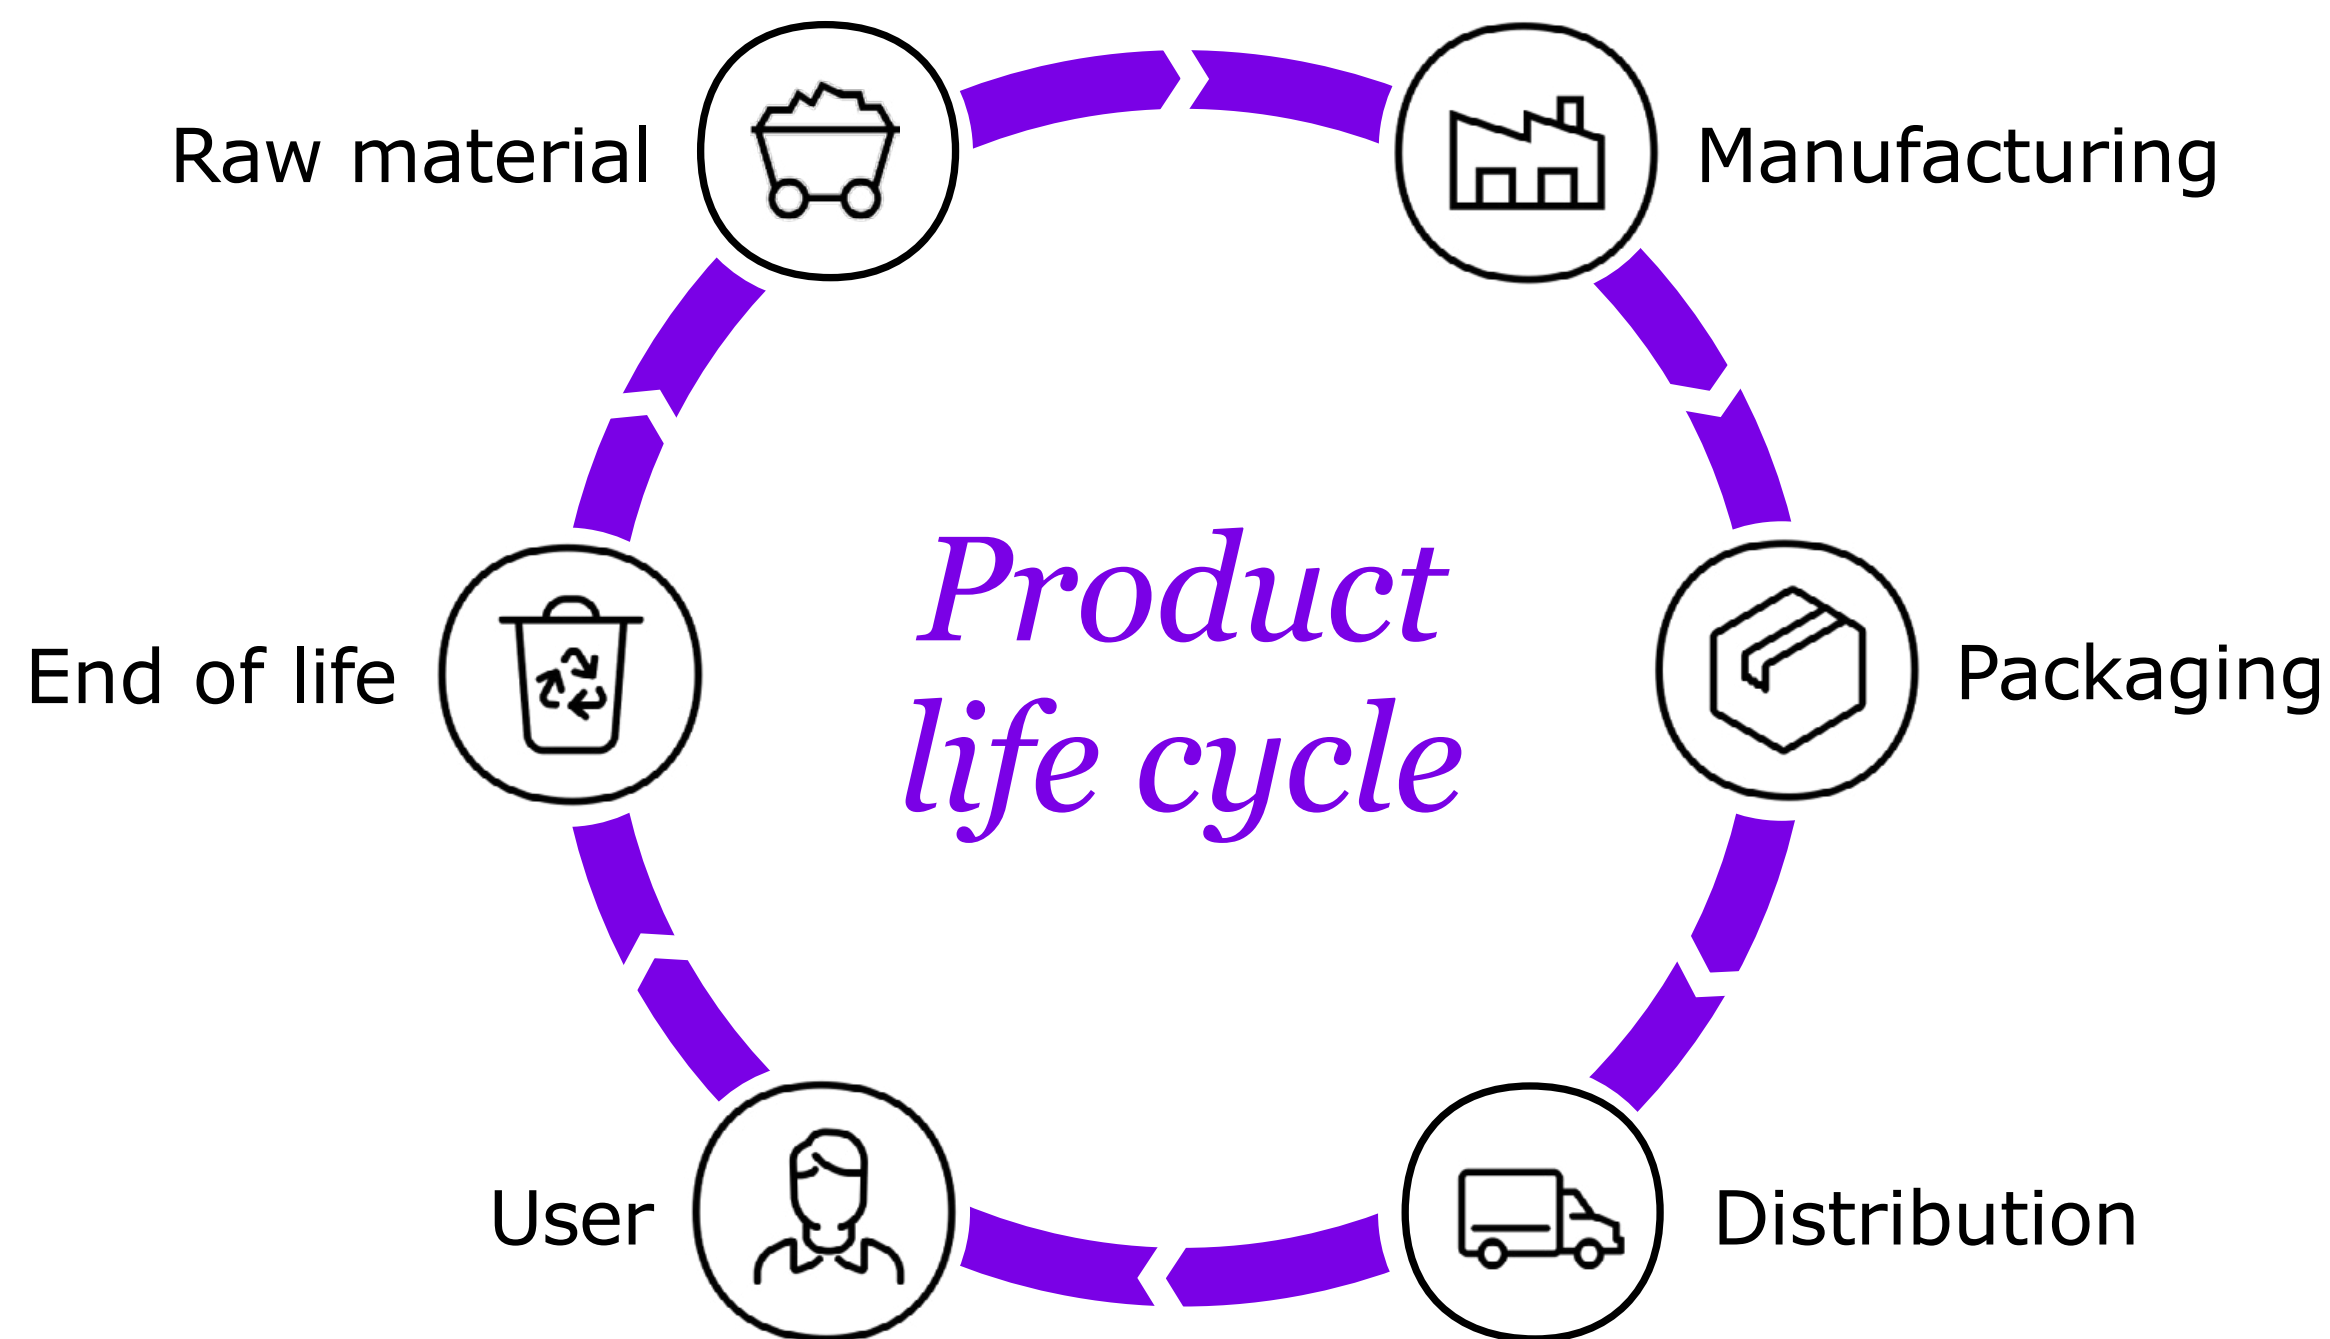 Raw material
Manufacturing
Product
life cycle
End of life
Packaging
User
Distribution